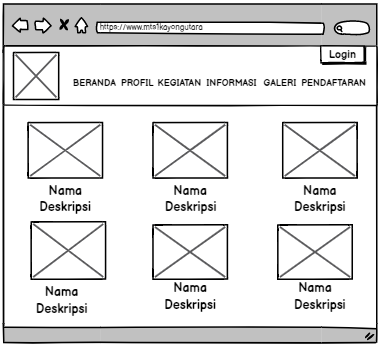 https://www.mts1kayongutara
Login
BERANDA PROFIL KEGIATAN INFORMASI GALERI PENDAFTARAN
Nama Nama Nama
Deskripsi Deskripsi Deskripsi
Nama Nama Nama
Deskripsi Deskripsi Deskripsi